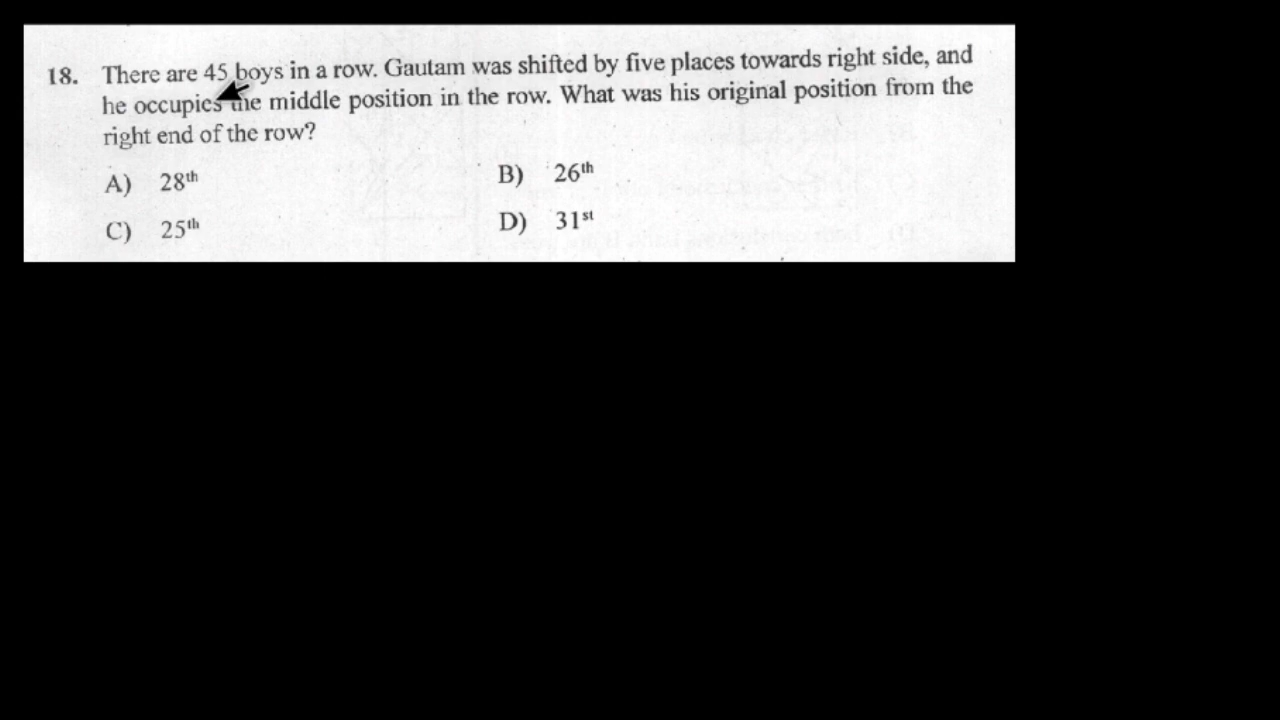 18. There are 45 boys in a row. Gautam was shifted by five places towards right side, and
he occupies the middle position in the row. What was his original position from the
right end of the row?
A) 28th B) 26th
C) 25th D) 31st